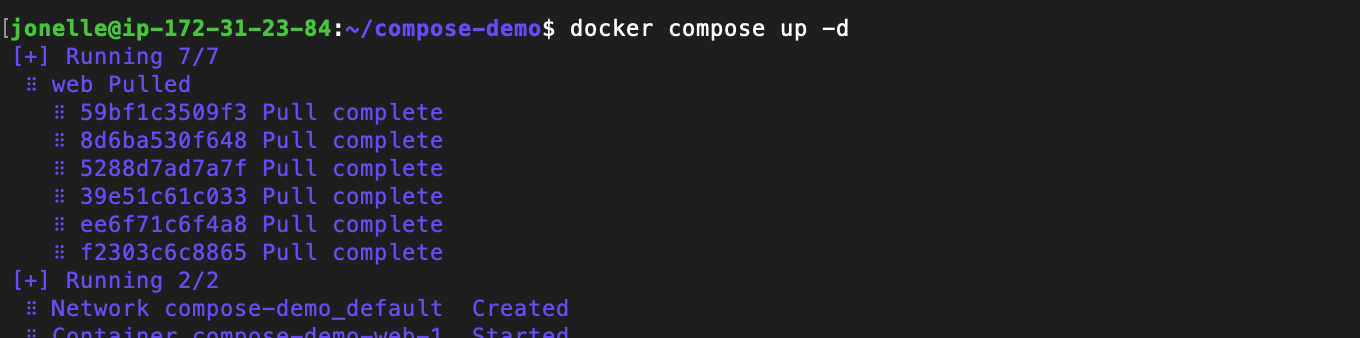 [jonelle@ip-172-31-23-84:~/compose-demo$ docker compose up -d
[+] Running 7/7
⠿ web Pulled
⠿ 59bf1c3509f3 Pull complete
⠿ 8d6ba530f648 Pull complete
⠿ 5288d7ad7a7f Pull complete
⠿ 39e51c61c033 Pull complete
⠿ ee6f71c6f4a8 Pull complete
⠿ f2303c6c8865 Pull complete
[+] Running 2/2
⠿ Network compose-demo_default  Created
⠿ Container compose-demo-web-1  Started